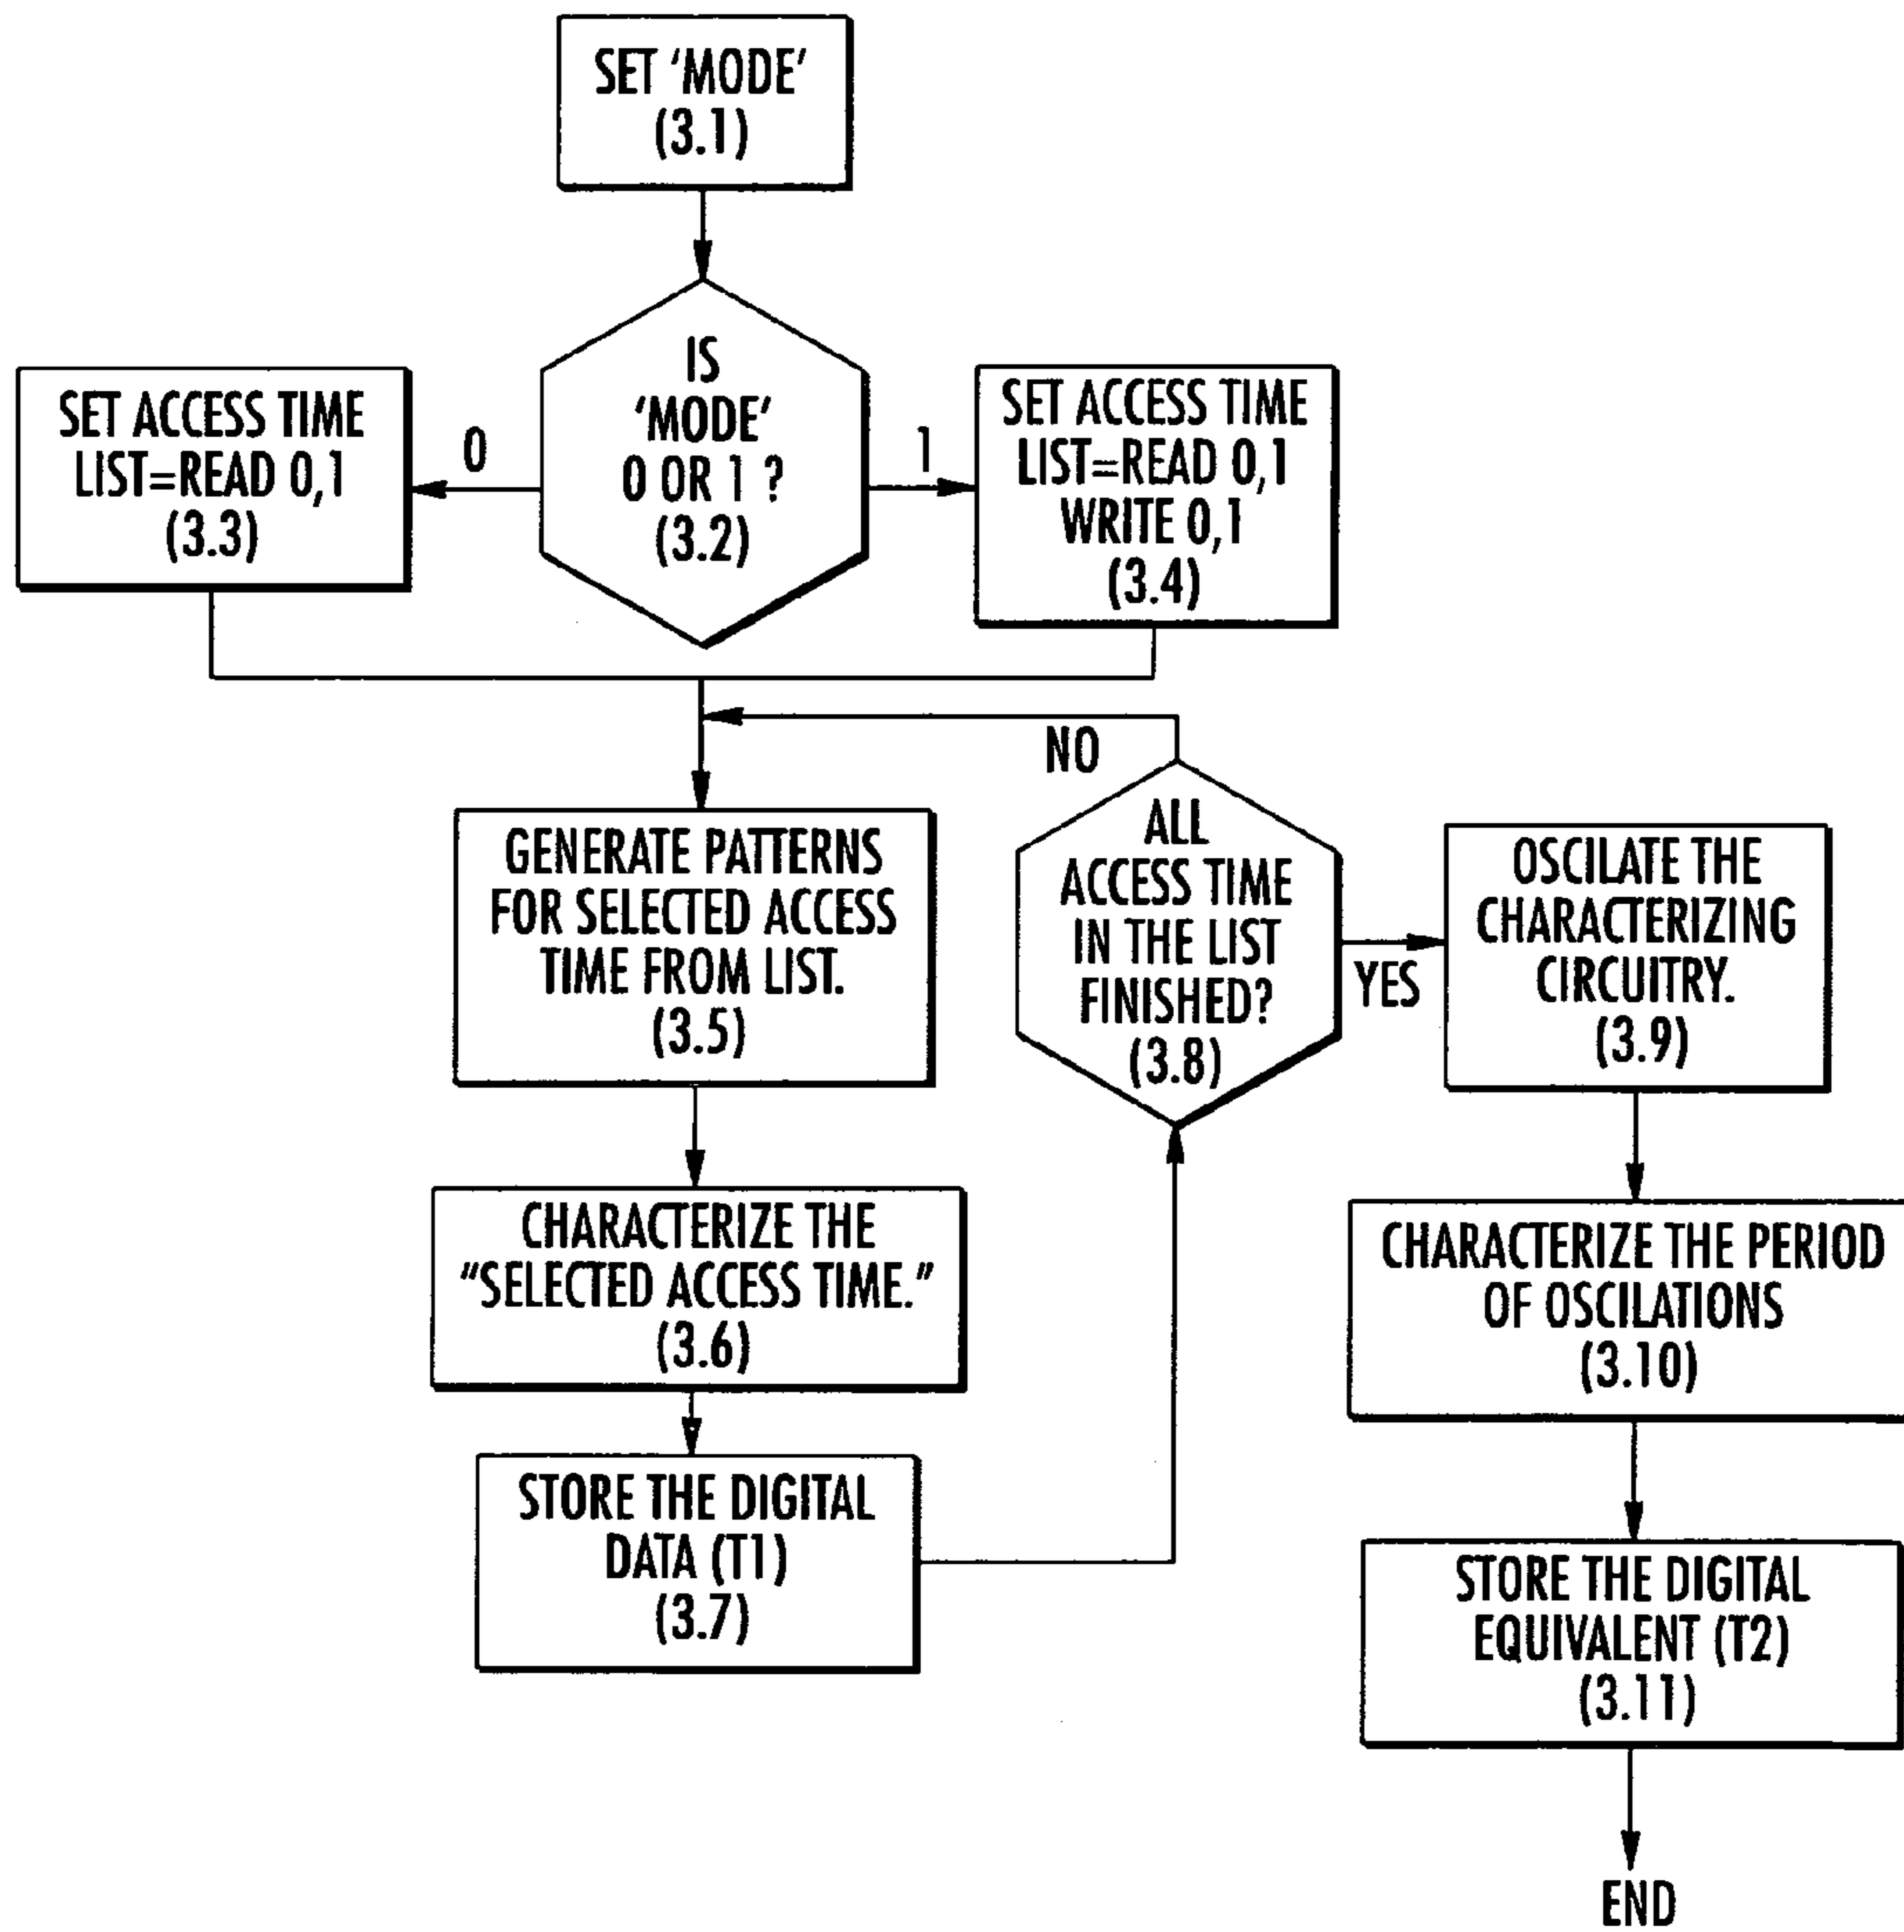 SET 'MODE'
(3.1)
IS
'MODE'
0 OR 1 ?
(3.2)
0
1
SET ACCESS TIME
LIST=READ 0,1
(3.3)
SET ACCESS TIME
LIST=READ 0,1
WRITE 0,1
(3.4)
GENERATE PATTERNS
FOR SELECTED ACCESS
TIME FROM LIST.
(3.5)
CHARACTERIZE THE
"SELECTED ACCESS TIME."
(3.6)
STORE THE DIGITAL
DATA (T1)
(3.7)
NO
ALL
ACCESS TIME
IN THE LIST
FINISHED?
(3.8)
YES
OSCILATE THE
CHARACTERIZING
CIRCUITRY.
(3.9)
CHARACTERIZE THE PERIOD
OF OSCILATIONS
(3.10)
STORE THE DIGITAL
EQUIVALENT (T2)
(3.11)
END